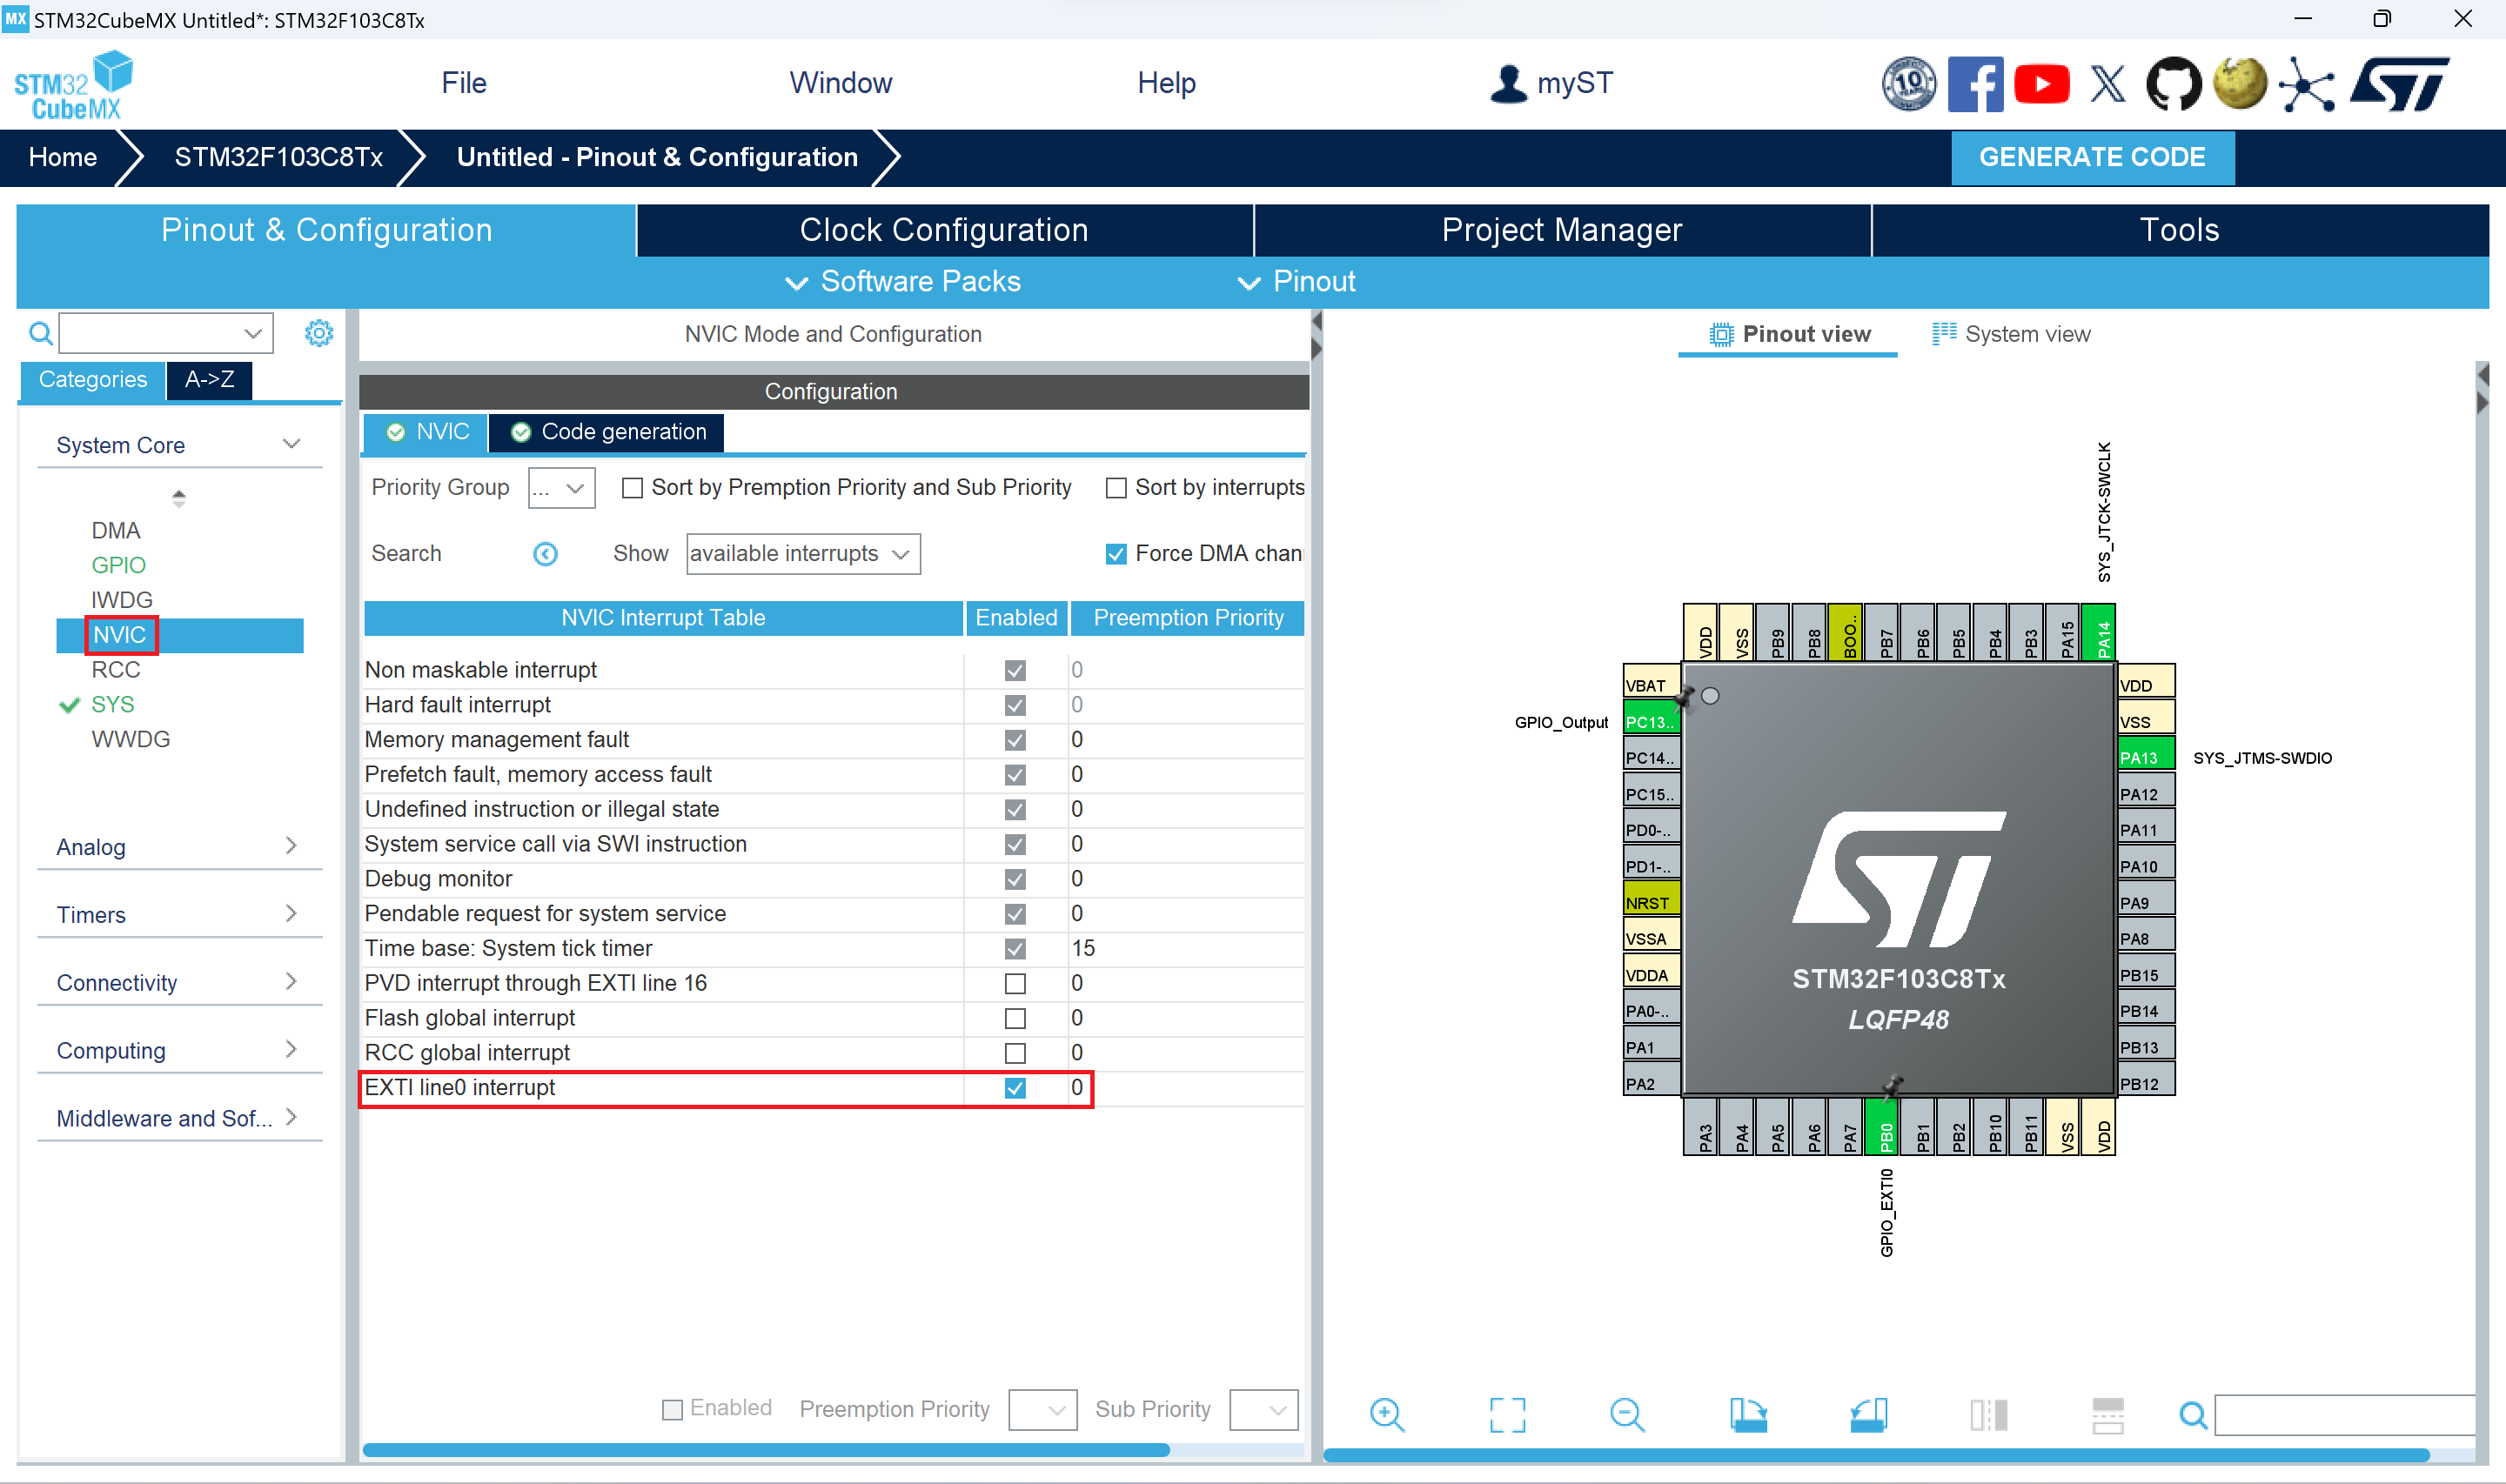 MX STM32CubeMX Untitled*: STM32F103C8Tx
STM32
CubeMX
File
Window
Help
myST
10
Home
STM32F103C8Tx
Untitled - Pinout & Configuration
GENERATE CODE
Pinout & Configuration
Clock Configuration
Project Manager
Tools
Software Packs
Pinout
NVIC Mode and Configuration
Pinout view
System view
Categories
A->Z
Configuration
NVIC
Code generation
System Core
DMA
GPIO
IWDG
NVIC
RCC
SYS
WWDG
Analog
Timers
Connectivity
Computing
Middleware and Sof...
Priority Group ...
Sort by Premption Priority and Sub Priority
Sort by interrupts
Search
Show available interrupts
Force DMA chan
NVIC Interrupt Table Enabled Preemption Priority
Non maskable interrupt 0
Hard fault interrupt 0
Memory management fault 0
Prefetch fault, memory access fault 0
Undefined instruction or illegal state 0
System service call via SWI instruction 0
Debug monitor 0
Pendable request for system service 0
Time base: System tick timer 15
PVD interrupt through EXTI line 16 0
Flash global interrupt 0
RCC global interrupt 0
EXTI line0 interrupt 0
Enabled Preemption Priority Sub Priority
SYS_JTCK-SWCLK
VDD
VSS
PB9
PB8
BOO..
PB7
PB6
PB5
PB4
PB3
PA15
PA14
VBAT
GPIO_Output PC13..
PC14..
PC15..
PD0-..
PD1-..
NRST
VSSA
VDDA
PA0-..
PA1
PA2
STM32F103C8Tx
LQFP48
VDD
VSS
PA13 SYS_JTMS-SWDIO
PA12
PA11
PA10
PA9
PA8
PB15
PB14
PB13
PB12
PA3
PA4
PA5
PA6
PA7
PB0
PB1
PB2
PB10
PB11
VSS
VDD
GPIO_EXTI0